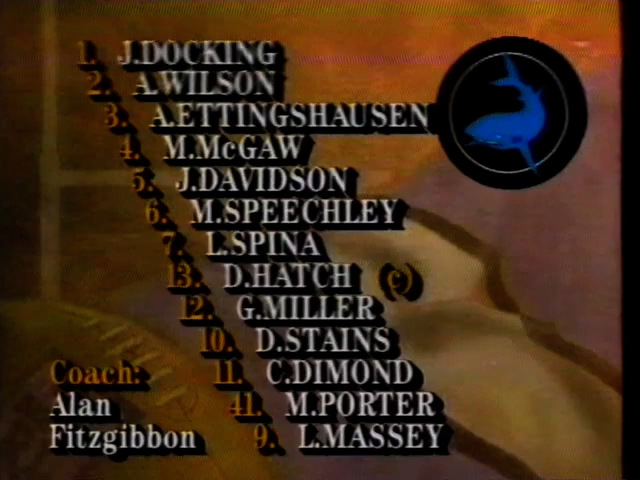 1. J.DOCKING
2. A.WILSON
3. A.ETTINGSHAUSEN
4. M.McGAW
5. J.DAVIDSON
6. M.SPEECHLEY
7. L.SPINA
13. D.HATCH (c)
12. G.MILLER
10. D.STAINS
11. C.DIMOND
41. M.PORTER
9. L.MASSEY
Coach:
Alan
Fitzgibbon